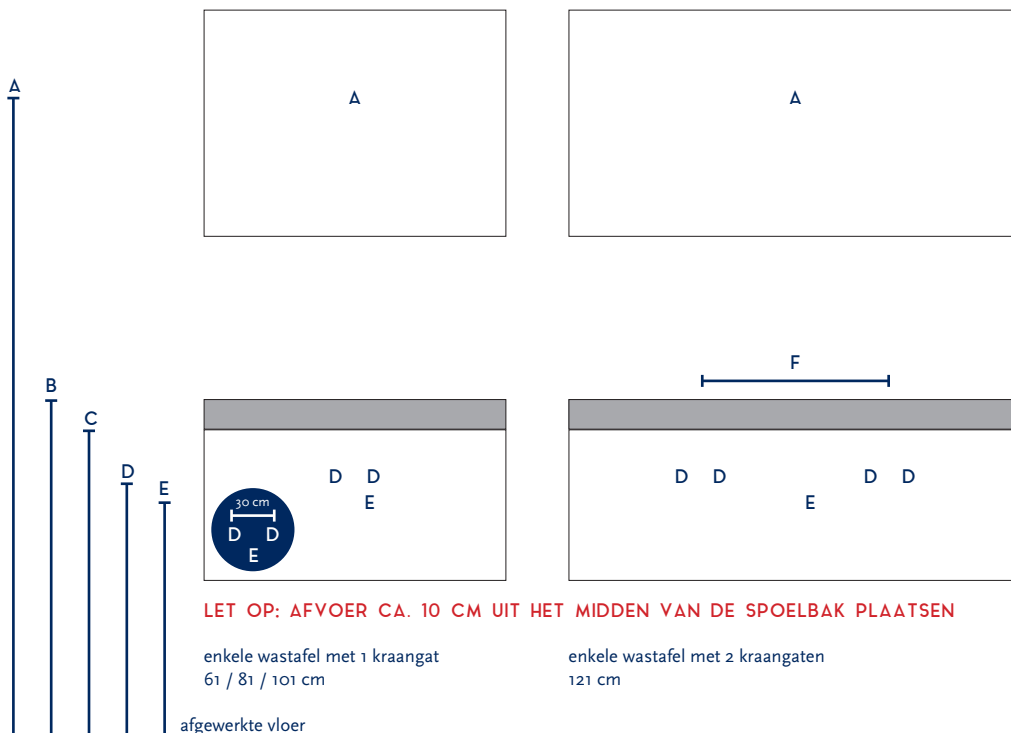 A
A
A
B
F
C
D
E
D D
E
D D D D
E
30 cm
D D
E
LET OP: AFVOER CA. 10 CM UIT HET MIDDEN VAN DE SPOELBAK PLAATSEN
enkele wastafel met 1 kraangat
61 / 81 / 101 cm
enkele wastafel met 2 kraangaten
121 cm
afgewerkte vloer